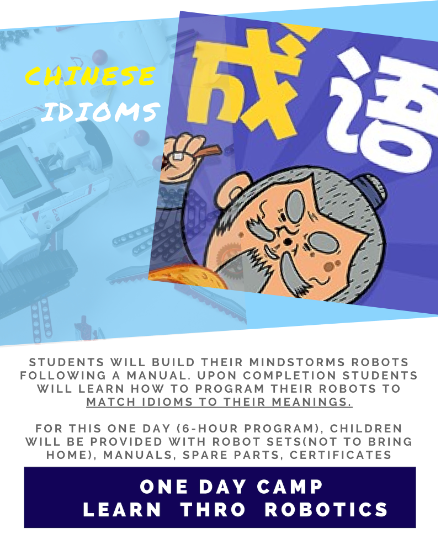 CHINESE
IDIOMS
成语
STUDENTS WILL BUILD THEIR MINDSTORMS ROBOTS
FOLLOWING A MANUAL. UPON COMPLETION STUDENTS
WILL LEARN HOW TO PROGRAM THEIR ROBOTS TO
MATCH IDIOMS TO THEIR MEANINGS.
FOR THIS ONE DAY (6-HOUR PROGRAM), CHILDREN
WILL BE PROVIDED WITH ROBOT SETS(NOT TO BRING
HOME), MANUALS, SPARE PARTS, CERTIFICATES
ONE DAY CAMP
LEARN THRO ROBOTICS